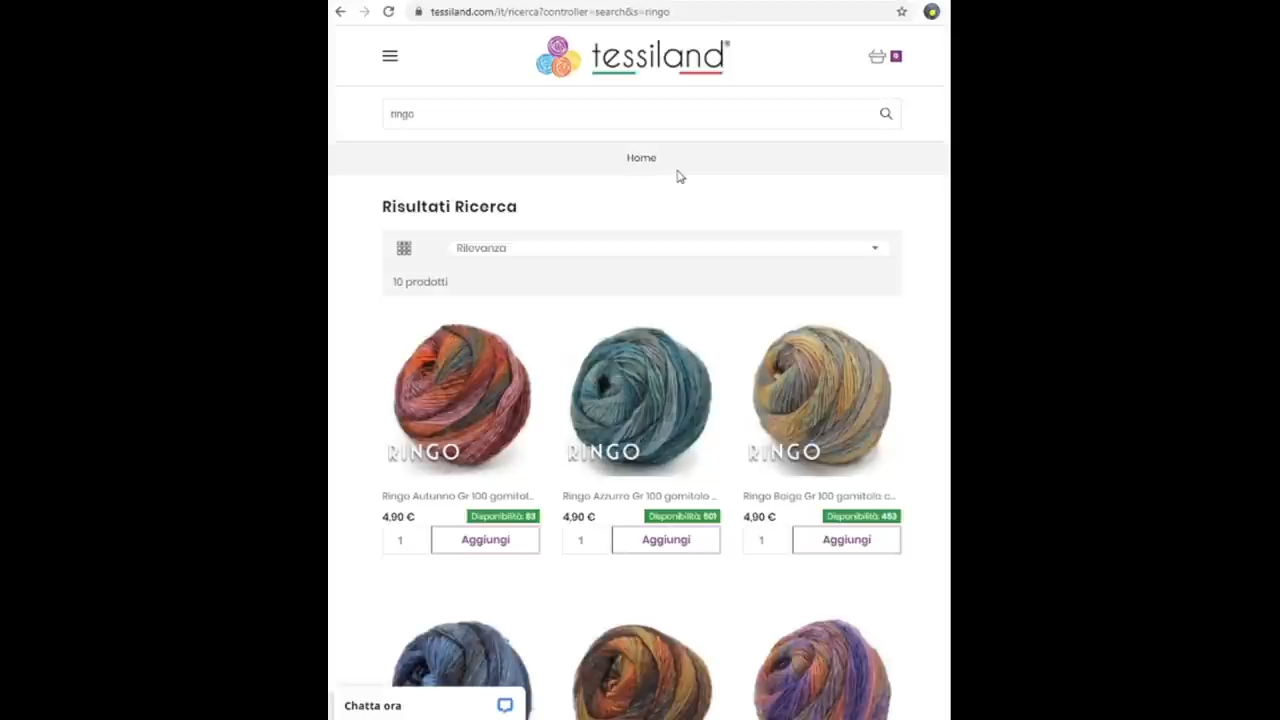 tessiland.com/it/ricerca?controller=search&s=ringo
tessiland®
0
ringo
Home
Risultati Ricerca
Rilevanza
10 prodotti
RINGO
RINGO
RINGO
Ringo Autunno Gr 100 gomitol...
Ringo Azzurro Gr 100 gomitolo ...
Ringo Beige Gr 100 gomitolo c...
4,90 €
Disponibilità: 83
4,90 €
Disponibilità: 501
4,90 €
Disponibilità: 453
1
Aggiungi
1
Aggiungi
1
Aggiungi
Chatta ora